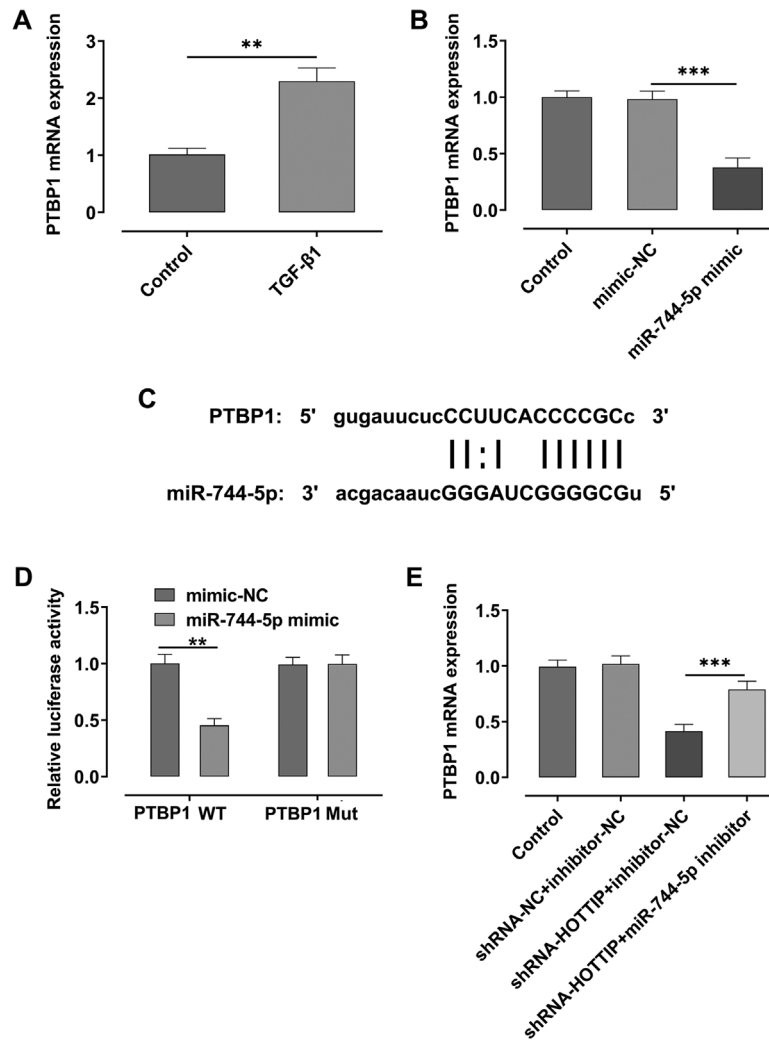 A
PTBP1 mRNA expression
3
2
1
0
**
Control
TGF-β1
B
PTBP1 mRNA expression
1.5
1.0
0.5
0.0
***
Control
mimic-NC
miR-744-5p mimic
C
PTBP1: 5' gugauucucCCUUCACCCCGCc 3'
miR-744-5p: 3' acgacaaucGGGAUCGGGGCGu 5'
D
Relative luciferase activity
mimic-NC
miR-744-5p mimic
1.5
1.0
0.5
0.0
**
PTBP1 WT
PTBP1 Mut
E
PTBP1 mRNA expression
1.5
1.0
0.5
0.0
***
Control
shRNA-NC+inhibitor-NC
shRNA-HOTTIP+inhibitor-NC
shRNA-HOTTIP+miR-744-5p inhibitor